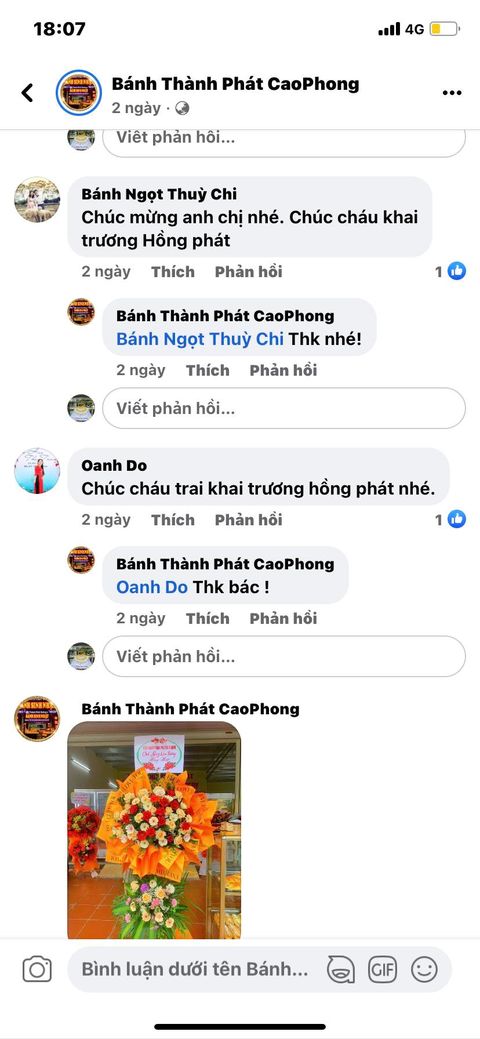 18:07
4G
Bánh Thành Phát CaoPhong
2 ngày ·
Viết phản hồi...
Bánh Ngọt Thuỳ Chi
Chúc mừng anh chị nhé. Chúc cháu khai
trương Hồng phát
2 ngày Thích Phản hồi 1
Bánh Thành Phát CaoPhong
Bánh Ngọt Thuỳ Chi Thk nhé!
2 ngày Thích Phản hồi
Viết phản hồi...
Oanh Do
Chúc cháu trai khai trương hồng phát nhé.
2 ngày Thích Phản hồi 1
Bánh Thành Phát CaoPhong
Oanh Do Thk bác !
2 ngày Thích Phản hồi
Viết phản hồi...
Bánh Thành Phát CaoPhong
Bình luận dưới tên Bánh...
GIF